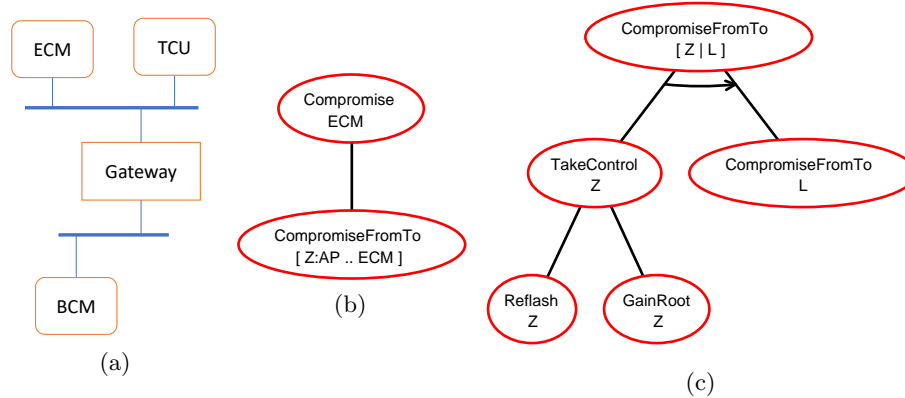 ECM
TCU
Gateway
BCM
(a)
Compromise
ECM
CompromiseFromTo
[ Z:AP .. ECM ]
(b)
CompromiseFromTo
[ Z | L ]
TakeControl
Z
CompromiseFromTo
L
Reflash
Z
GainRoot
Z
(c)